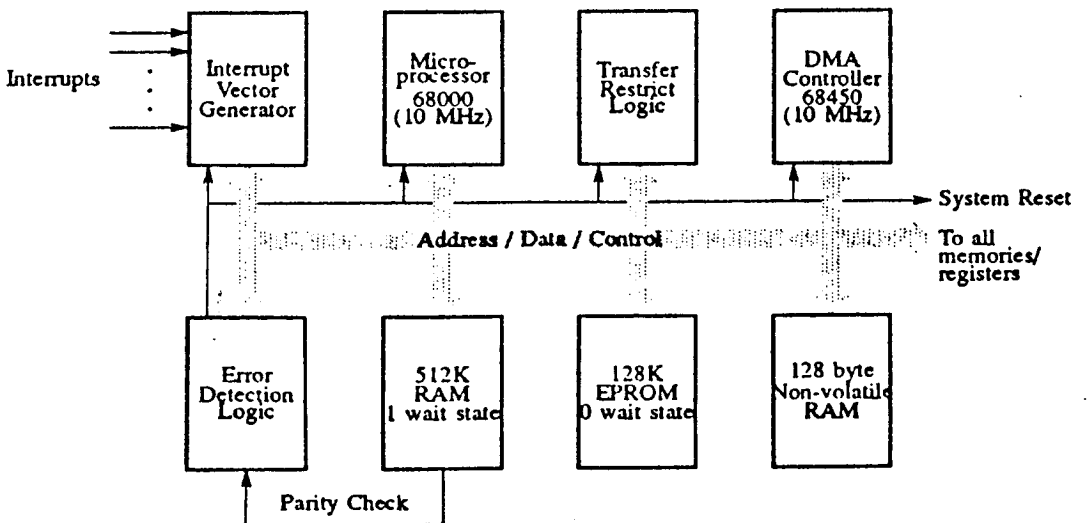 Interrupts
Interrupt
Vector
Generator
Micro-
processor
68000
(10 MHz)
Transfer
Restrict
Logic
DMA
Controller
68450
(10 MHz)
System Reset
Address / Data / Control
To all
memories/
registers
Error
Detection
Logic
512K
RAM
1 wait state
128K
EPROM
0 wait state
128 byte
Non-volatile
RAM
Parity Check